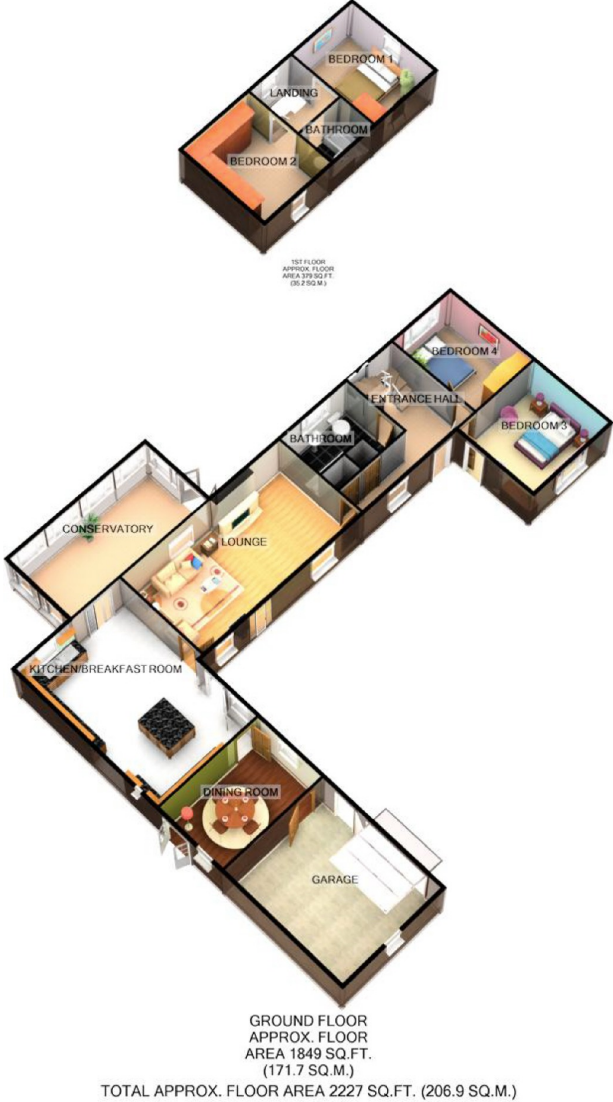 BEDROOM 1
LANDING
BATHROOM
BEDROOM 2
1ST FLOOR
APPROX. FLOOR
AREA 379 SQ.FT.
(35.2 SQ.M.)
BEDROOM 4
ENTRANCE HALL
BEDROOM 3
BATHROOM
CONSERVATORY
LOUNGE
KITCHEN/BREAKFAST ROOM
DINING ROOM
GARAGE
GROUND FLOOR
APPROX. FLOOR
AREA 1849 SQ.FT.
(171.7 SQ.M.)
TOTAL APPROX. FLOOR AREA 2227 SQ.FT. (206.9 SQ.M.)